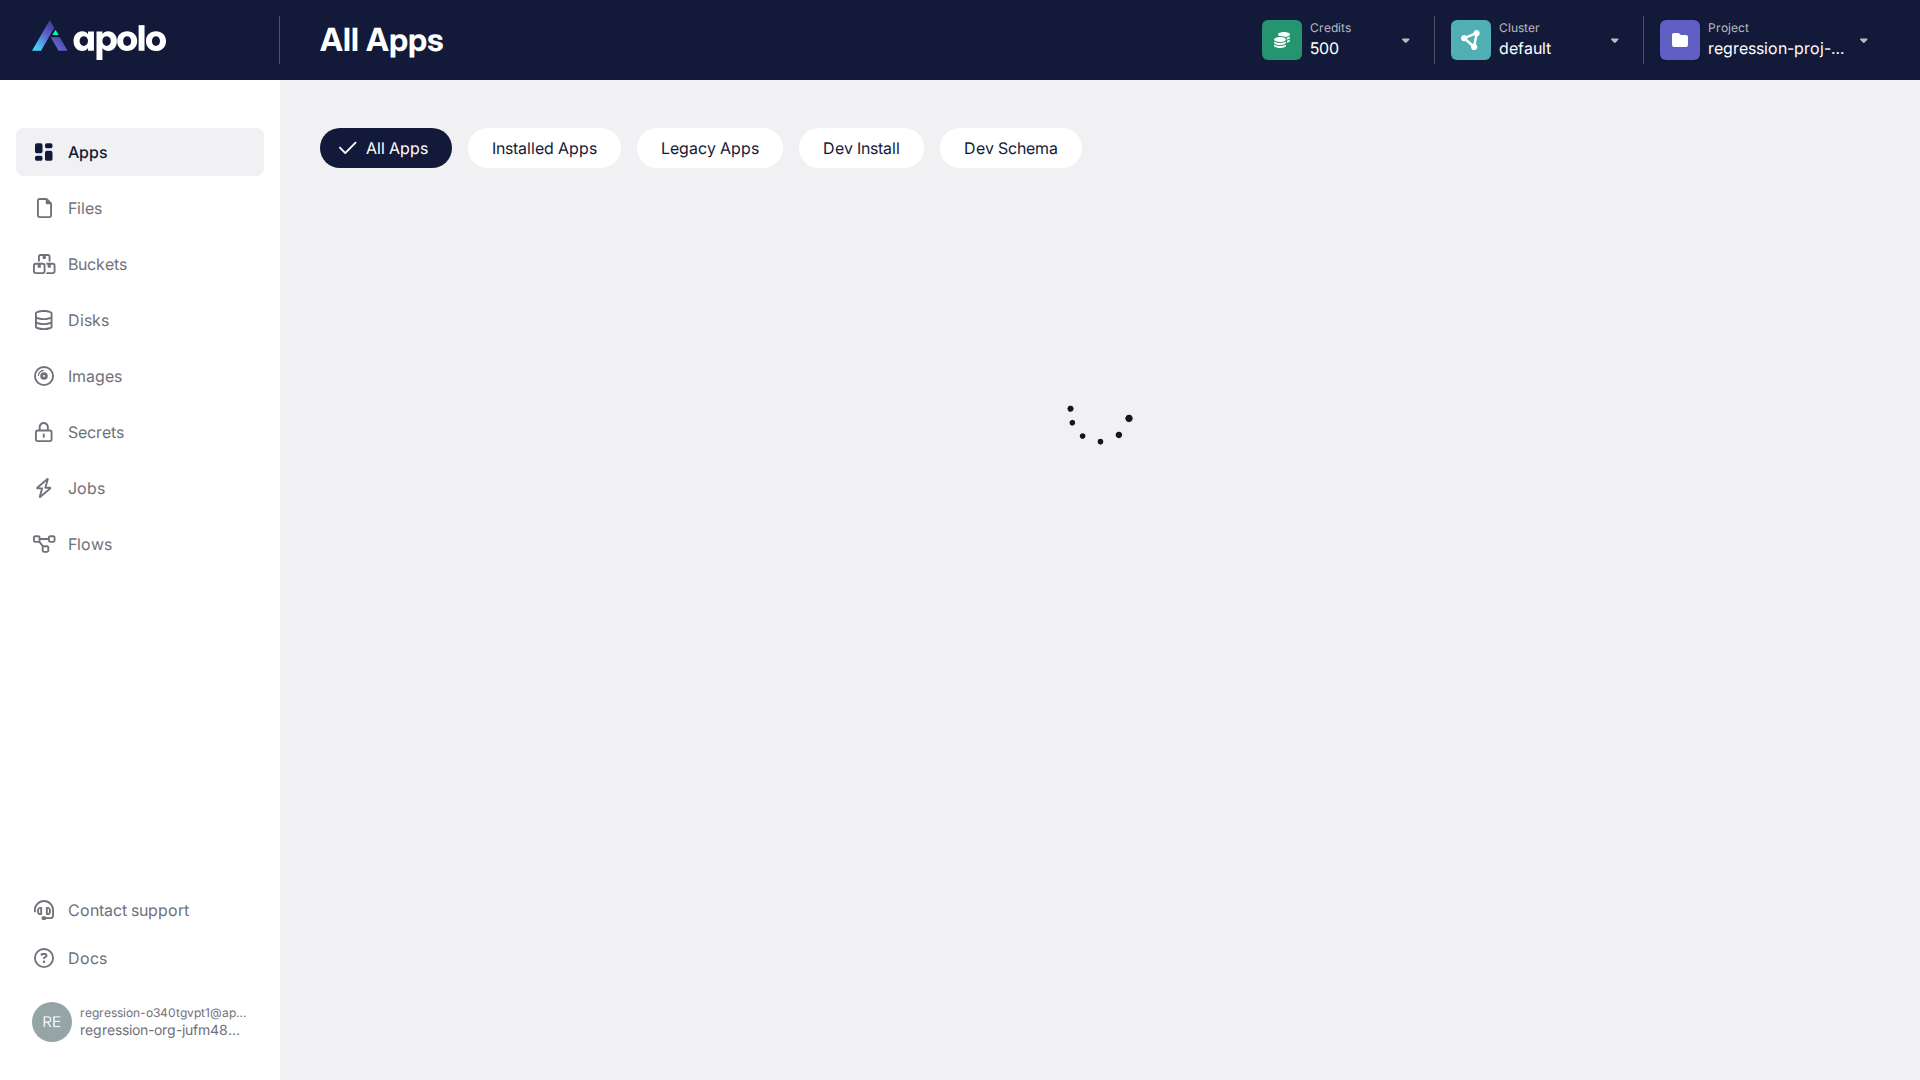 apolo
All Apps
Credits
500
Cluster
default
Project
regression-proj-...
Apps
Files
Buckets
Disks
Images
Secrets
Jobs
Flows
All Apps
Installed Apps
Legacy Apps
Dev Install
Dev Schema
Contact support
Docs
RE
regression-o340tgvpt1@ap...
regression-org-jufm48...